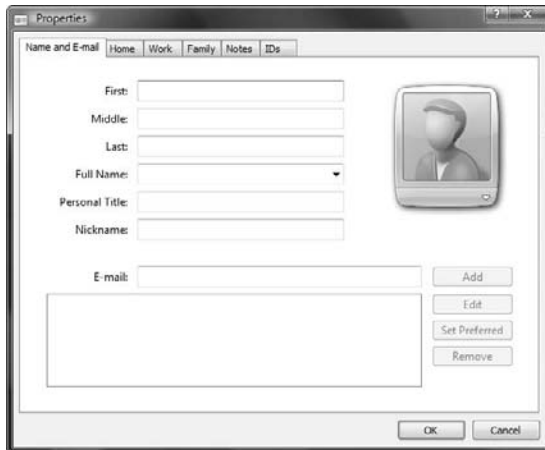 Properties
Name and E-mail Home Work Family Notes IDs
First:
Middle:
Last:
Full Name:
Personal Title:
Nickname:
E-mail: Add
Edit
Set Preferred
Remove
OK Cancel